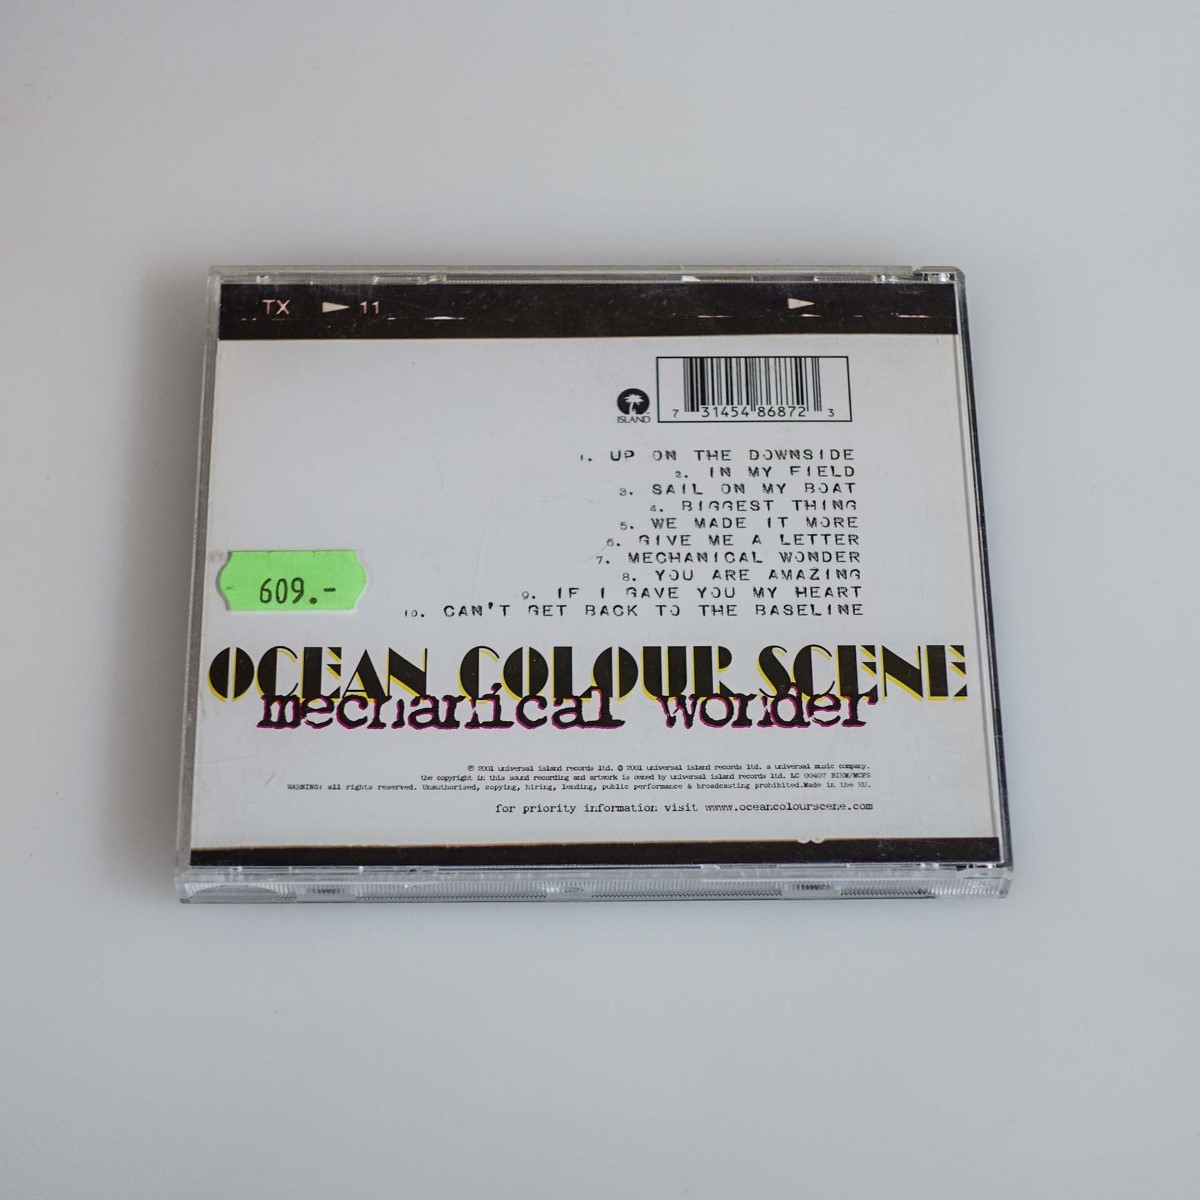 TX ▶ 11
ISLAND
7 31454 86872 3
1. UP ON THE DOWNSIDE
2. IN MY FIELD
3. SAIL ON MY BOAT
4. BIGGEST THING
5. WE MADE IT MORE
6. GIVE ME A LETTER
7. MECHANICAL WONDER
8. YOU ARE AMAZING
9. IF I GAVE YOU MY HEART
10. CAN'T GET BACK TO THE BASELINE
609.-
OCEAN COLOUR SCENE
mechanical wonder
℗ 2001 universal island records ltd. © 2001 universal island records ltd. a universal music company.
the copyright in this sound recording and artwork is owned by universal island records ltd. LC 00407 BIEM/MCPS
WARNING: all rights reserved. Unauthorised, copying, hiring, lending, public performance & broadcasting prohibited.Made in the EU.
for priority information visit www.oceancolourscene.com